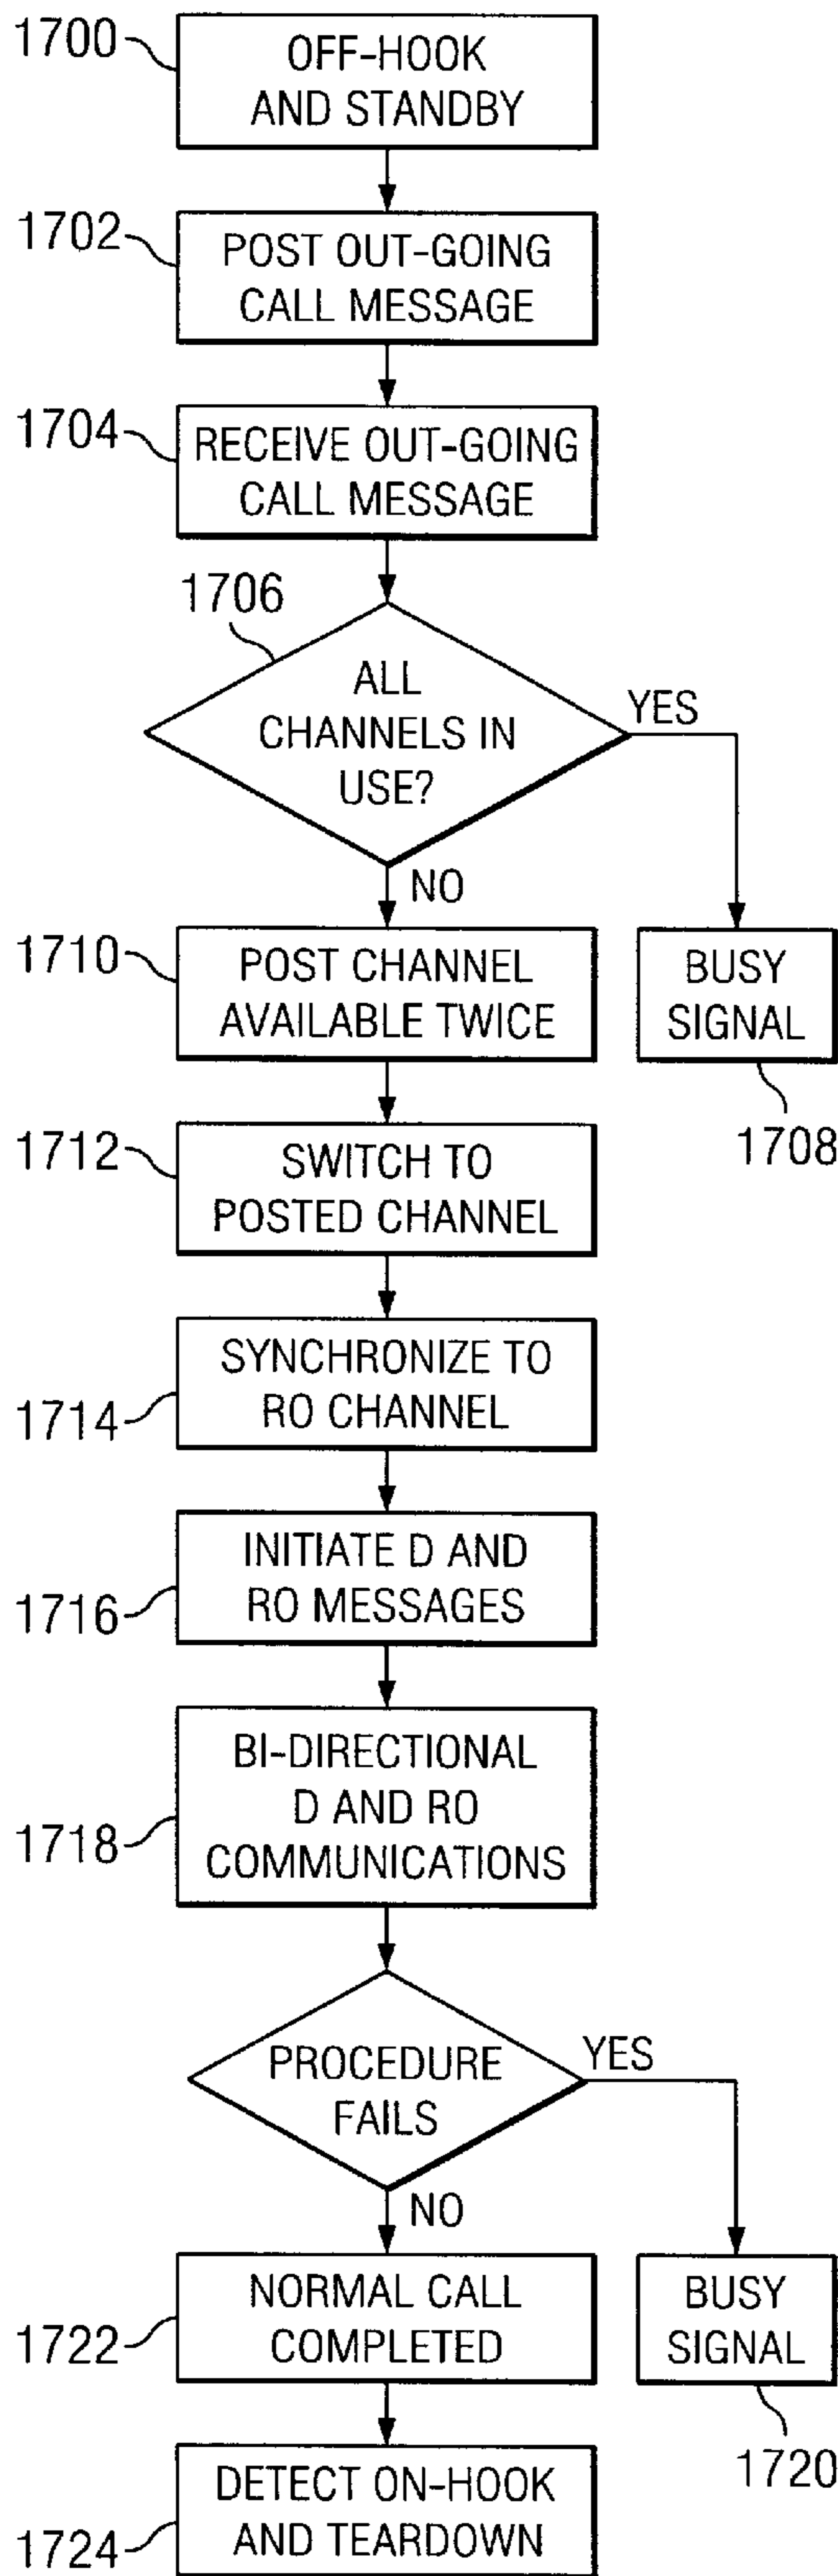 1700
OFF-HOOK
AND STANDBY
1702
POST OUT-GOING
CALL MESSAGE
1704
RECEIVE OUT-GOING
CALL MESSAGE
1706
ALL
CHANNELS IN
USE?
YES
NO
1710
POST CHANNEL
AVAILABLE TWICE
BUSY
SIGNAL
1708
1712
SWITCH TO
POSTED CHANNEL
SYNCHRONIZE TO
RO CHANNEL
1714
INITIATE D AND
RO MESSAGES
1716
BI-DIRECTIONAL
D AND RO
COMMUNICATIONS
1718
PROCEDURE
FAILS
YES
NO
NORMAL CALL
COMPLETED
1722
BUSY
SIGNAL
1720
DETECT ON-HOOK
AND TEARDOWN
1724